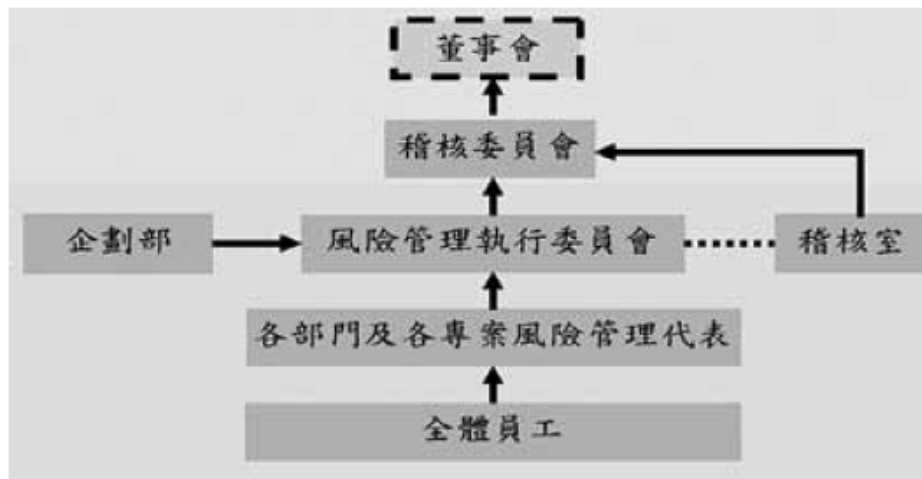 董事會
稽核委員會
企劃部
風險管理執行委員會
稽核室
各部門及各專案風險管理代表
全體員工